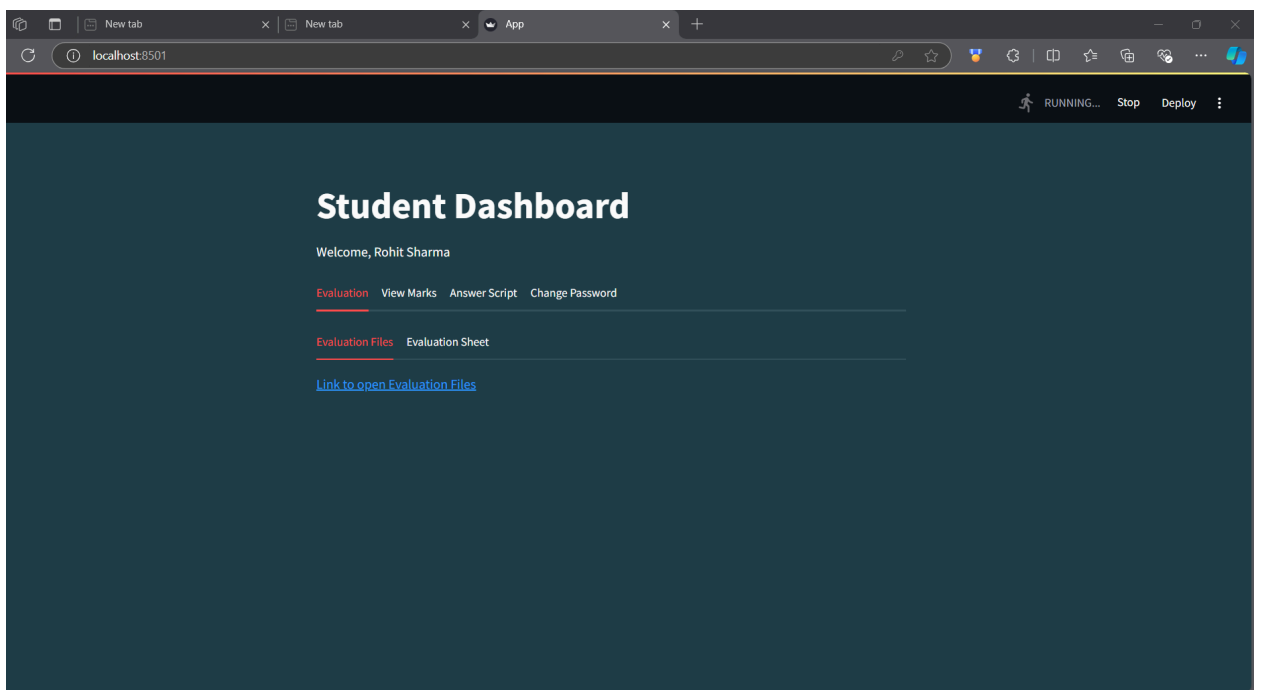 New tab New tab App
localhost:8501
RUNNING... Stop Deploy
Student Dashboard
Welcome, Rohit Sharma
Evaluation View Marks Answer Script Change Password
Evaluation Files Evaluation Sheet
Link to open Evaluation Files